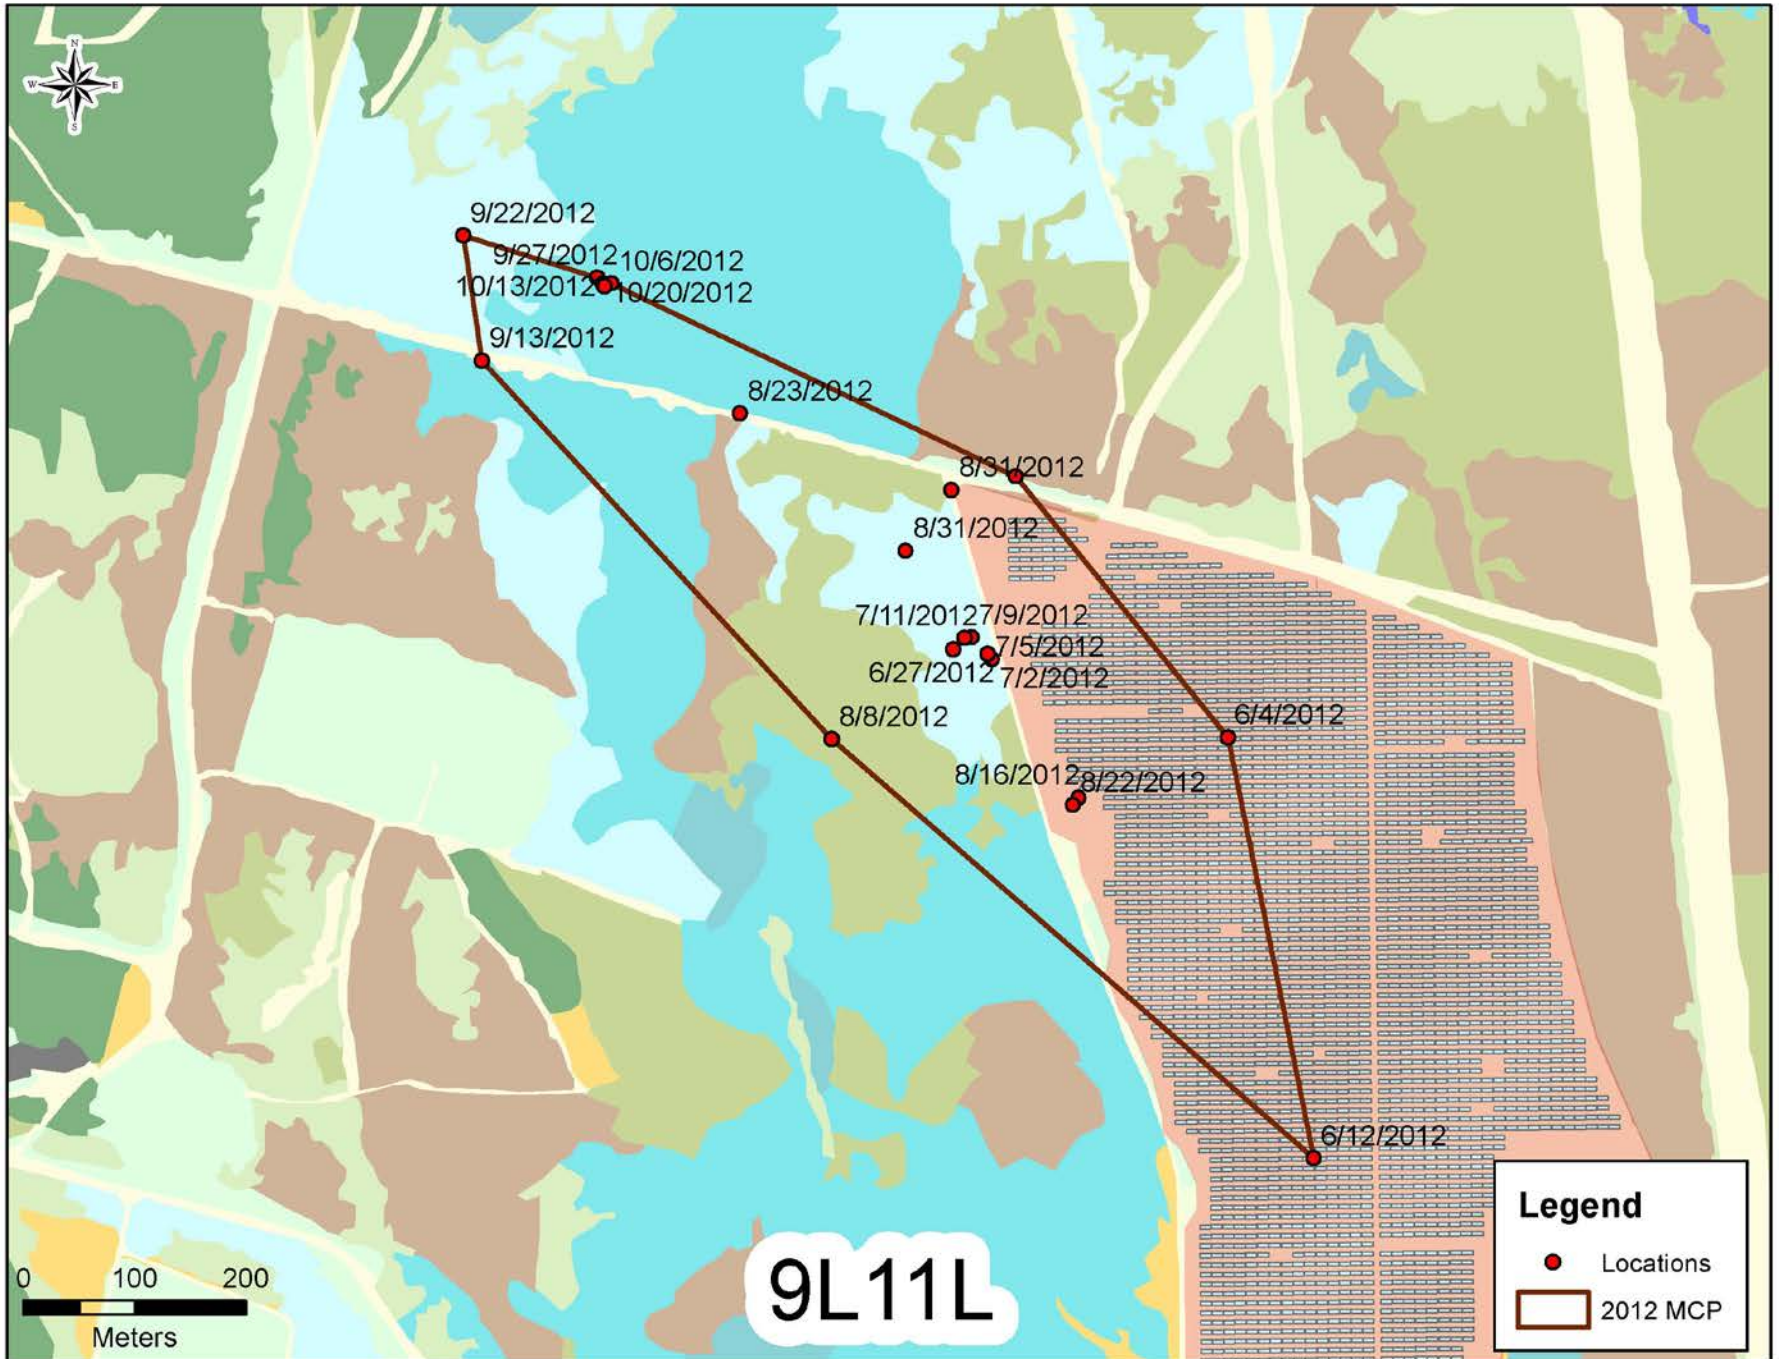 N
W E
S
9/22/2012
9/27/2012 10/6/2012
10/13/2012 10/20/2012
9/13/2012
8/23/2012
8/31/2012
8/31/2012
7/11/2012 7/9/2012
7/5/2012
6/27/2012 7/2/2012
8/8/2012
6/4/2012
8/16/2012 8/22/2012
6/12/2012
Legend
Locations
2012 MCP
0 100 200
Meters
9L11L